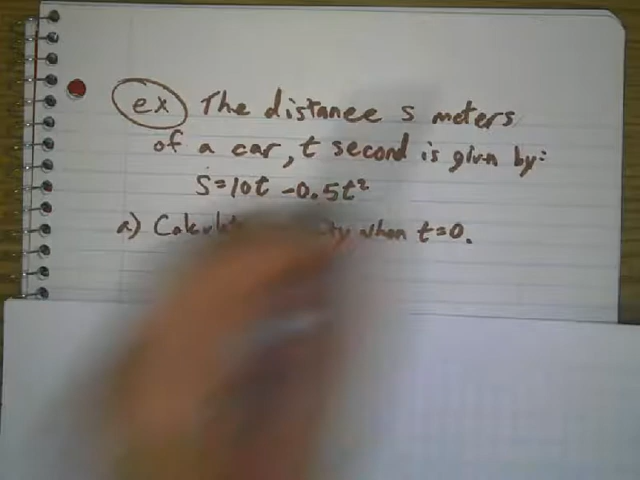 ex The distance s meters
of a car, t second is given by:
S=10t -0.5t²
a) when t=0.